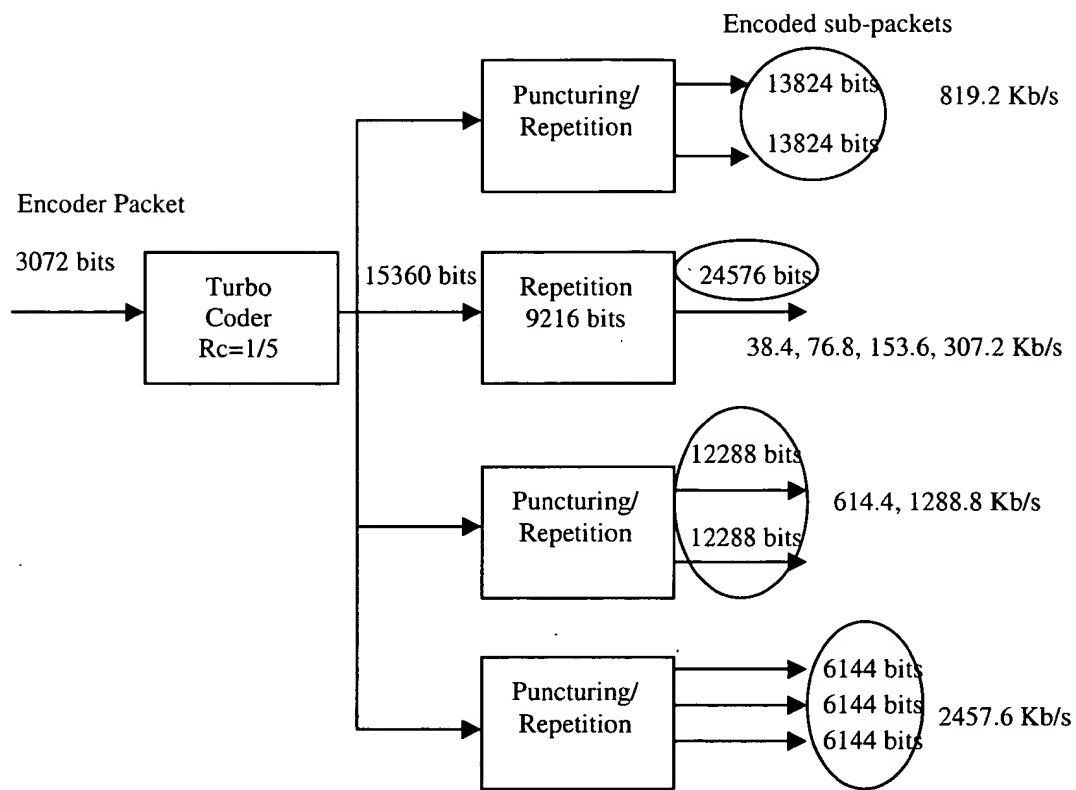 Encoded sub-packets
Puncturing/
Repetition
13824 bits
13824 bits
819.2 Kb/s
Encoder Packet
3072 bits
Turbo
Coder
Rc=1/5
15360 bits
Repetition
9216 bits
24576 bits
38.4, 76.8, 153.6, 307.2 Kb/s
Puncturing/
Repetition
12288 bits
12288 bits
614.4, 1288.8 Kb/s
Puncturing/
Repetition
6144 bits
6144 bits
6144 bits
2457.6 Kb/s